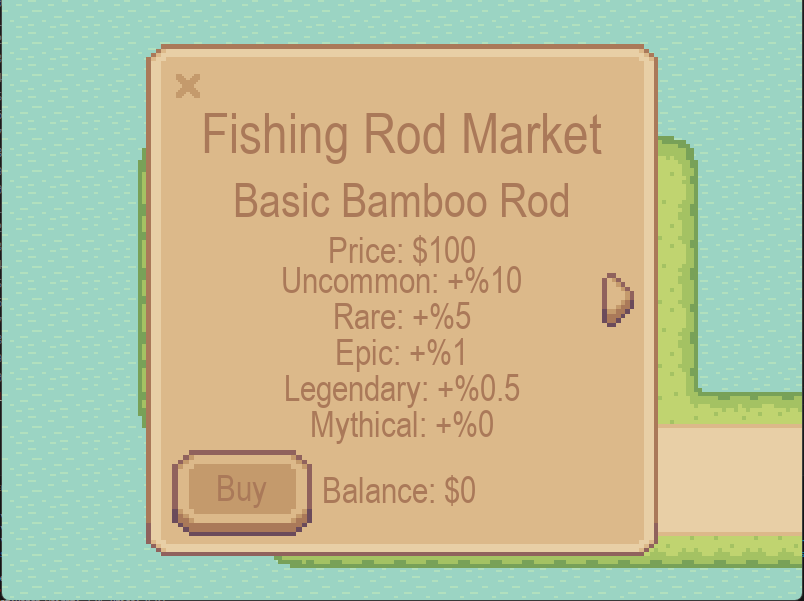 Fishing Rod Market
Basic Bamboo Rod
Price: $100
Uncommon: +%10
Rare: +%5
Epic: +%1
Legendary: +%0.5
Mythical: +%0
Buy
Balance: $0